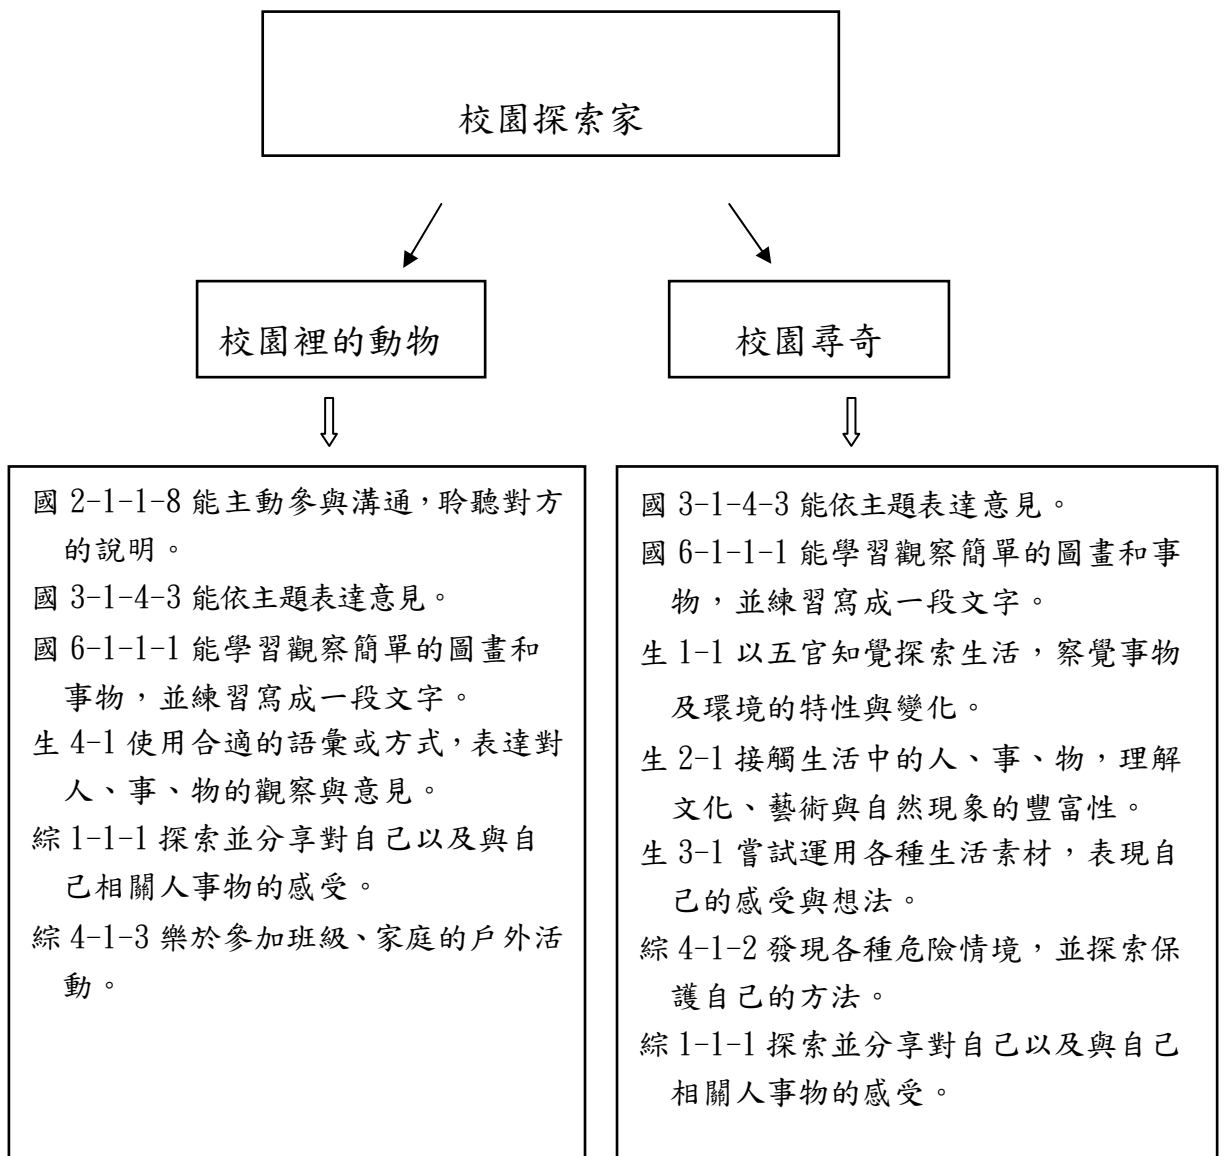 校園探索家
校園裡的動物
校園尋奇
國 2-1-1-8 能主動參與溝通，聆聽對方
的說明。
國 3-1-4-3 能依主題表達意見。
國 6-1-1-1 能學習觀察簡單的圖畫和
事物，並練習寫成一段文字。
生 4-1 使用合適的語彙或方式，表達對
人、事、物的觀察與意見。
綜 1-1-1 探索並分享對自己以及與自
己相關人事物的感受。
綜 4-1-3 樂於參加班級、家庭的戶外活
動。
國 3-1-4-3 能依主題表達意見。
國 6-1-1-1 能學習觀察簡單的圖畫和事
物，並練習寫成一段文字。
生 1-1 以五官知覺探索生活，察覺事物
及環境的特性與變化。
生 2-1 接觸生活中的人、事、物，理解
文化、藝術與自然現象的豐富性。
生 3-1 嘗試運用各種生活素材，表現自
己的感受與想法。
綜 4-1-2 發現各種危險情境，並探索保
護自己的方法。
綜 1-1-1 探索並分享對自己以及與自己
相關人事物的感受。